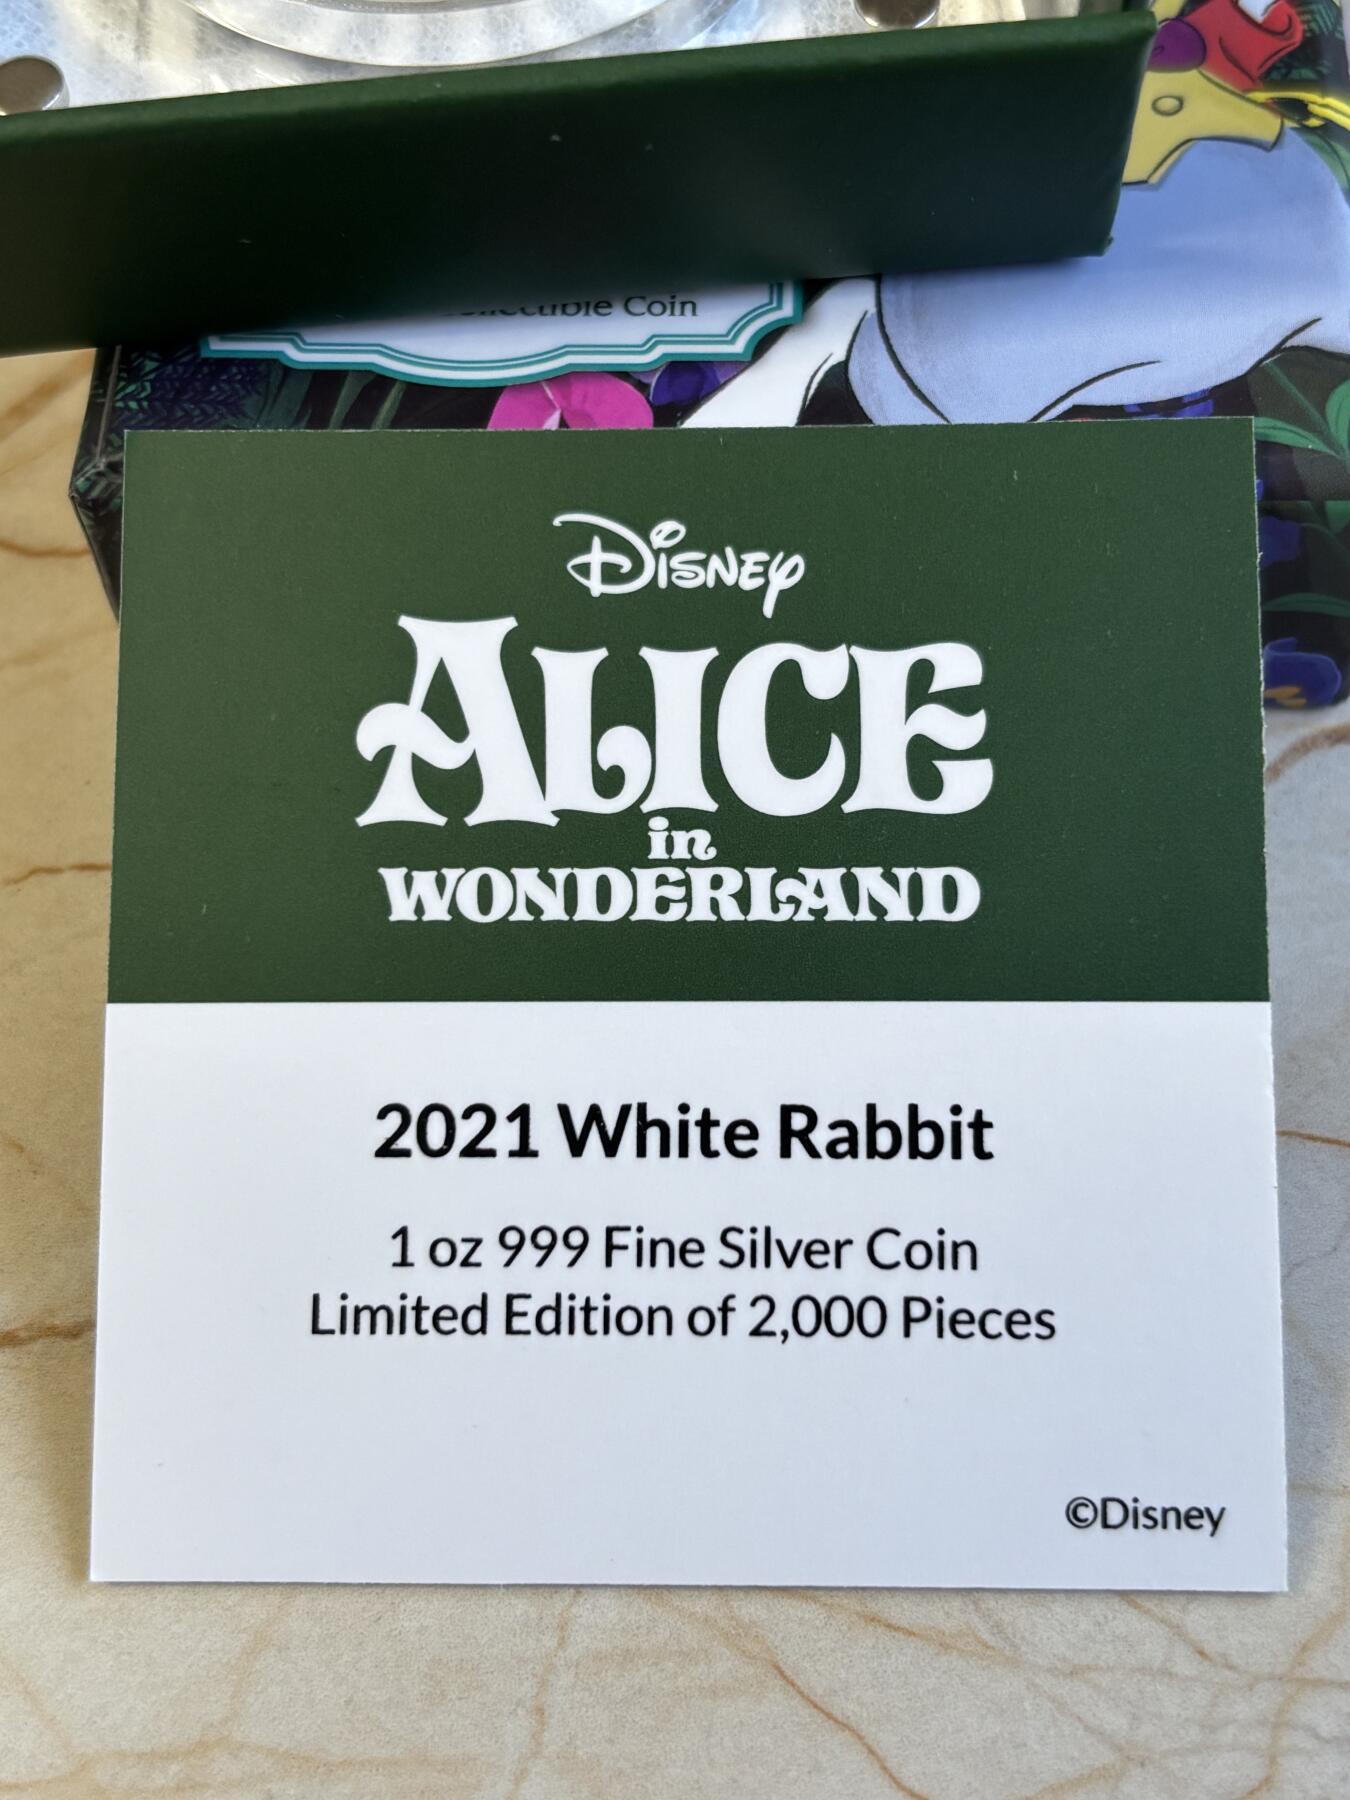 Coin
Disney
ALICE
in
WONDERLAND
2021 White Rabbit
1 oz 999 Fine Silver Coin
Limited Edition of 2,000 Pieces
©Disney